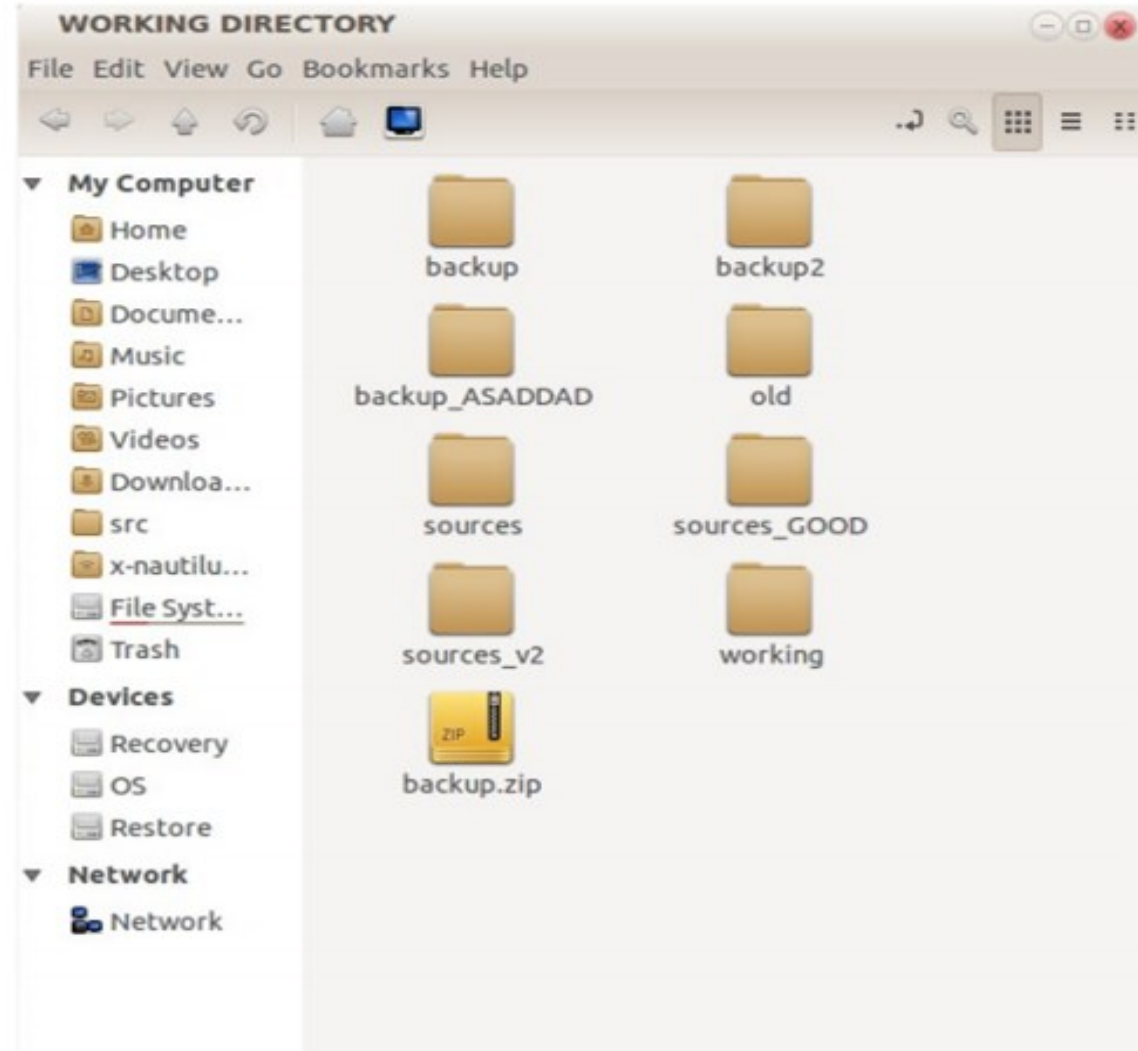 WORKING DIRECTORY
File Edit View Go Bookmarks Help
My Computer
Home
Desktop
Docume...
Music
Pictures
Videos
Downloa...
src
x-nautilu...
File Syst...
Trash
Devices
Recovery
OS
Restore
Network
Network
backup backup2
backup_ASADDAD old
sources sources_GOOD
sources_v2 working
ZIP
backup.zip